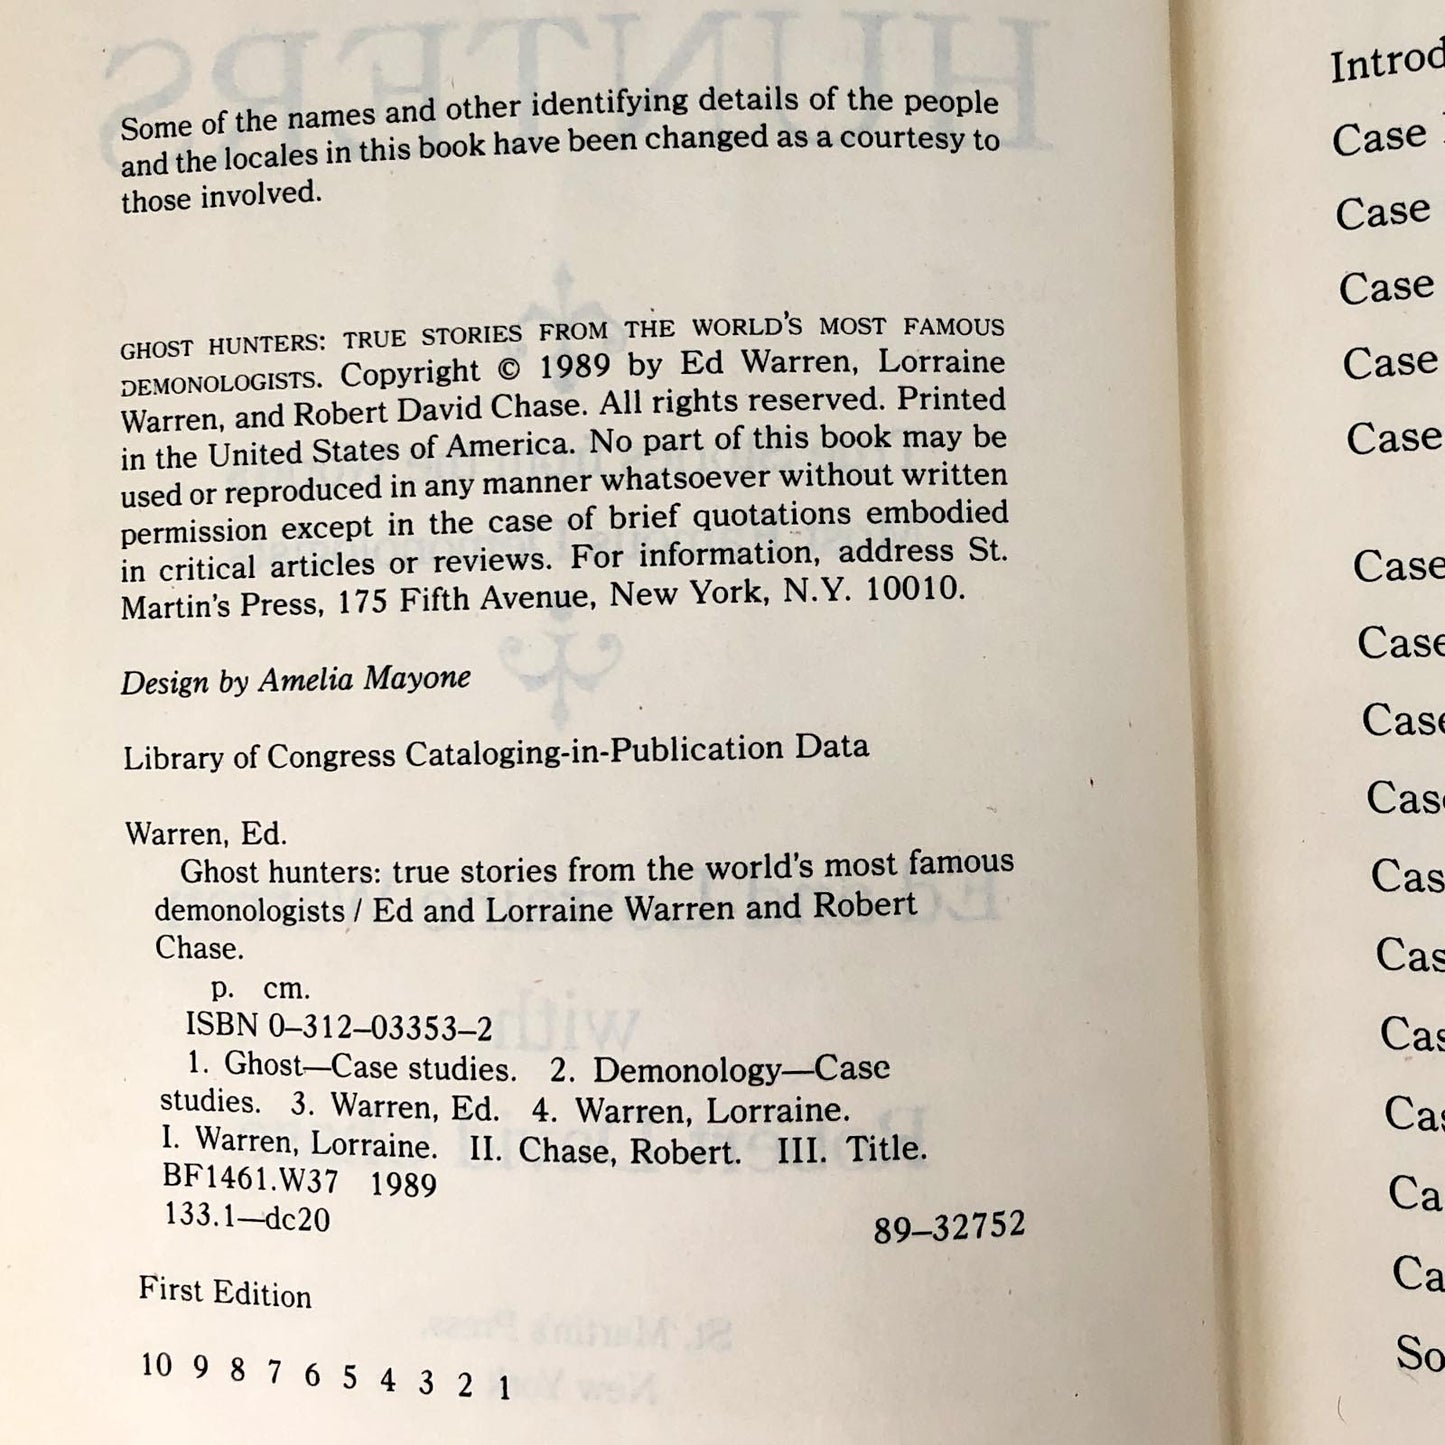 Some of the names and other identifying details of the people
and the locales in this book have been changed as a courtesy to
those involved.
GHOST HUNTERS: TRUE STORIES FROM THE WORLD'S MOST FAMOUS
DEMONOLOGISTS. Copyright © 1989 by Ed Warren, Lorraine
Warren, and Robert David Chase. All rights reserved. Printed
in the United States of America. No part of this book may be
used or reproduced in any manner whatsoever without written
permission except in the case of brief quotations embodied
in critical articles or reviews. For information, address St.
Martin's Press, 175 Fifth Avenue, New York, N.Y. 10010.
Design by Amelia Mayone
Library of Congress Cataloging-in-Publication Data
Warren, Ed.
Ghost hunters: true stories from the world's most famous
demonologists / Ed and Lorraine Warren and Robert
Chase.
p. cm.
ISBN 0–312–03353–2
1. Ghost—Case studies. 2. Demonology—Case
studies. 3. Warren, Ed. 4. Warren, Lorraine.
I. Warren, Lorraine. II. Chase, Robert. III. Title.
BF1461.W37 1989
133.1—dc20 89–32752
First Edition
10 9 8 7 6 5 4 3 2 1
Introd
Case
Case
Case
Case
Case
Case
Case
Case
Cas
Cas
Cas
Cas
Cas
Ca
Ca
So